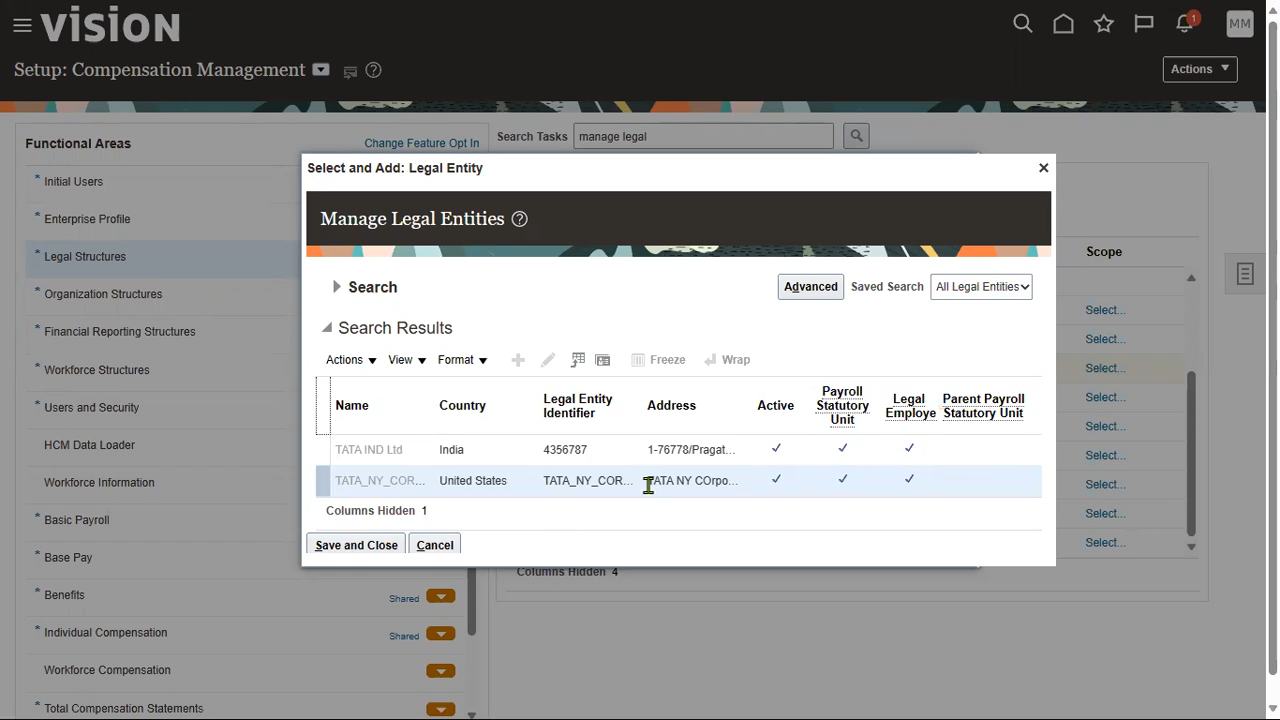 VISION
1
MM
Setup: Compensation Management
Actions
Functional Areas
Change Feature Opt In
Search Tasks
manage legal
* Initial Users
* Enterprise Profile
* Legal Structures
* Organization Structures
* Financial Reporting Structures
* Workforce Structures
* Users and Security
HCM Data Loader
* Workforce Information
* Basic Payroll
* Base Pay
* Benefits
Shared
* Individual Compensation
Shared
Workforce Compensation
* Total Compensation Statements
Select and Add: Legal Entity
Manage Legal Entities
Search
Advanced
Saved Search
All Legal Entities
Search Results
Actions
View
Format
Freeze
Wrap
Name
Country
Legal Entity
Identifier
Address
Active
Payroll
Statutory
Unit
Legal
Employe
Parent Payroll
Statutory Unit
TATA IND Ltd
India
4356787
1-76778/Pragat...
TATA_NY_COR...
United States
TATA_NY_COR...
TATA NY COrpo...
Columns Hidden 1
Save and Close
Cancel
Scope
Select...
Select...
Select...
Select...
Select...
Select...
Select...
Select...
Select...
Columns Hidden 4